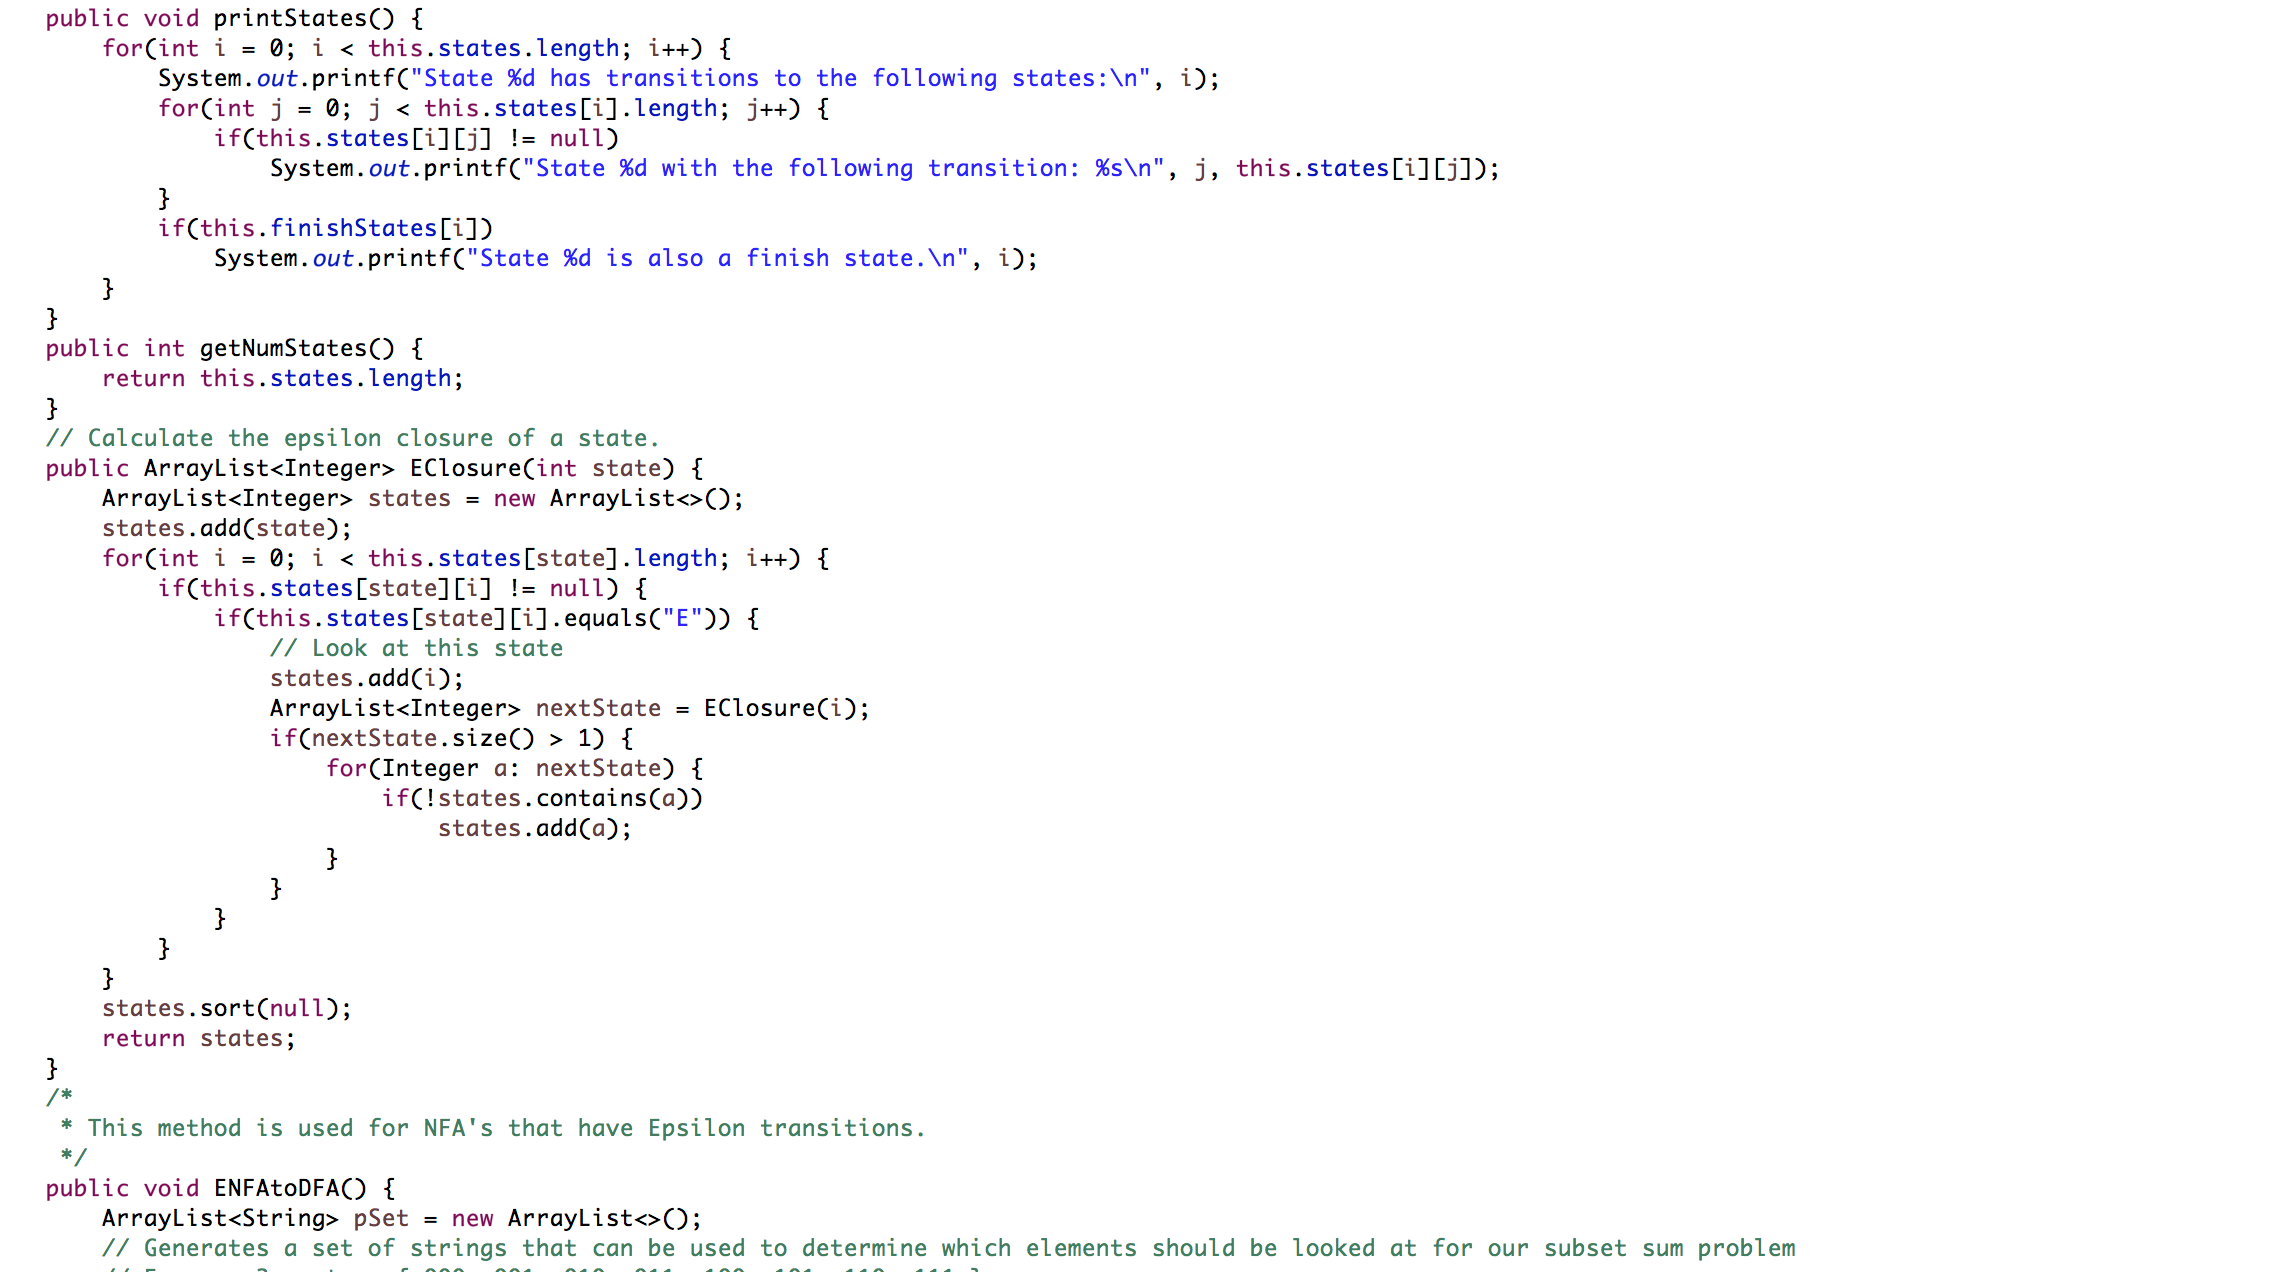 public void printStates() {
for(int i = 0; i < this.states.length; i++) {
System.out.printf("State %d has transitions to the following states:\n", i);
for(int j = 0; j < this.states[i].length; j++) {
if(this.states[i][j] != null)
System.out.printf("State %d with the following transition: %s\n", j, this.states[i][j]);
}
if(this.finishStates[i])
System.out.printf("State %d is also a finish state.\n", i);
}
}
public int getNumStates() {
return this.states.length;
}
// Calculate the epsilon closure of a state.
public ArrayList<Integer> EClosure(int state) {
ArrayList<Integer> states = new ArrayList<>();
states.add(state);
for(int i = 0; i < this.states[state].length; i++) {
if(this.states[state][i] != null) {
if(this.states[state][i].equals("E")) {
// Look at this state
states.add(i);
ArrayList<Integer> nextState = EClosure(i);
if(nextState.size() > 1) {
for(Integer a: nextState) {
if(!states.contains(a))
states.add(a);
}
}
}
}
}
states.sort(null);
return states;
}
/*
* This method is used for NFA's that have Epsilon transitions.
*/
public void ENFAtoDFA() {
ArrayList<String> pSet = new ArrayList<>();
// Generates a set of strings that can be used to determine which elements should be looked at for our subset sum problem